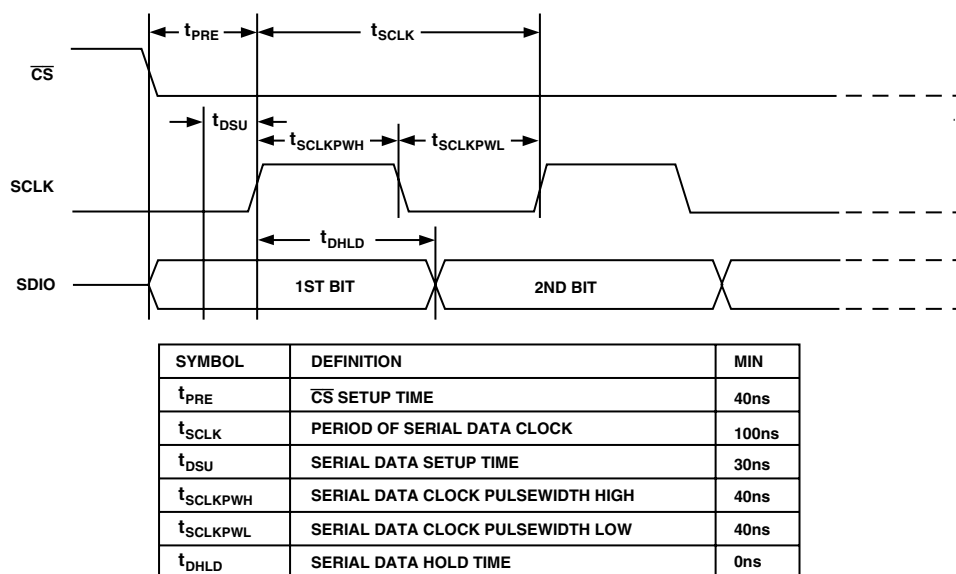 tPRE tSCLK
CS
tDSU
tSCLKPWH tSCLKPWL
SCLK
tDHLD
SDIO 1ST BIT 2ND BIT
SYMBOL DEFINITION MIN
tPRE CS SETUP TIME 40ns
tSCLK PERIOD OF SERIAL DATA CLOCK 100ns
tDSU SERIAL DATA SETUP TIME 30ns
tSCLKPWH SERIAL DATA CLOCK PULSEWIDTH HIGH 40ns
tSCLKPWL SERIAL DATA CLOCK PULSEWIDTH LOW 40ns
tDHLD SERIAL DATA HOLD TIME 0ns